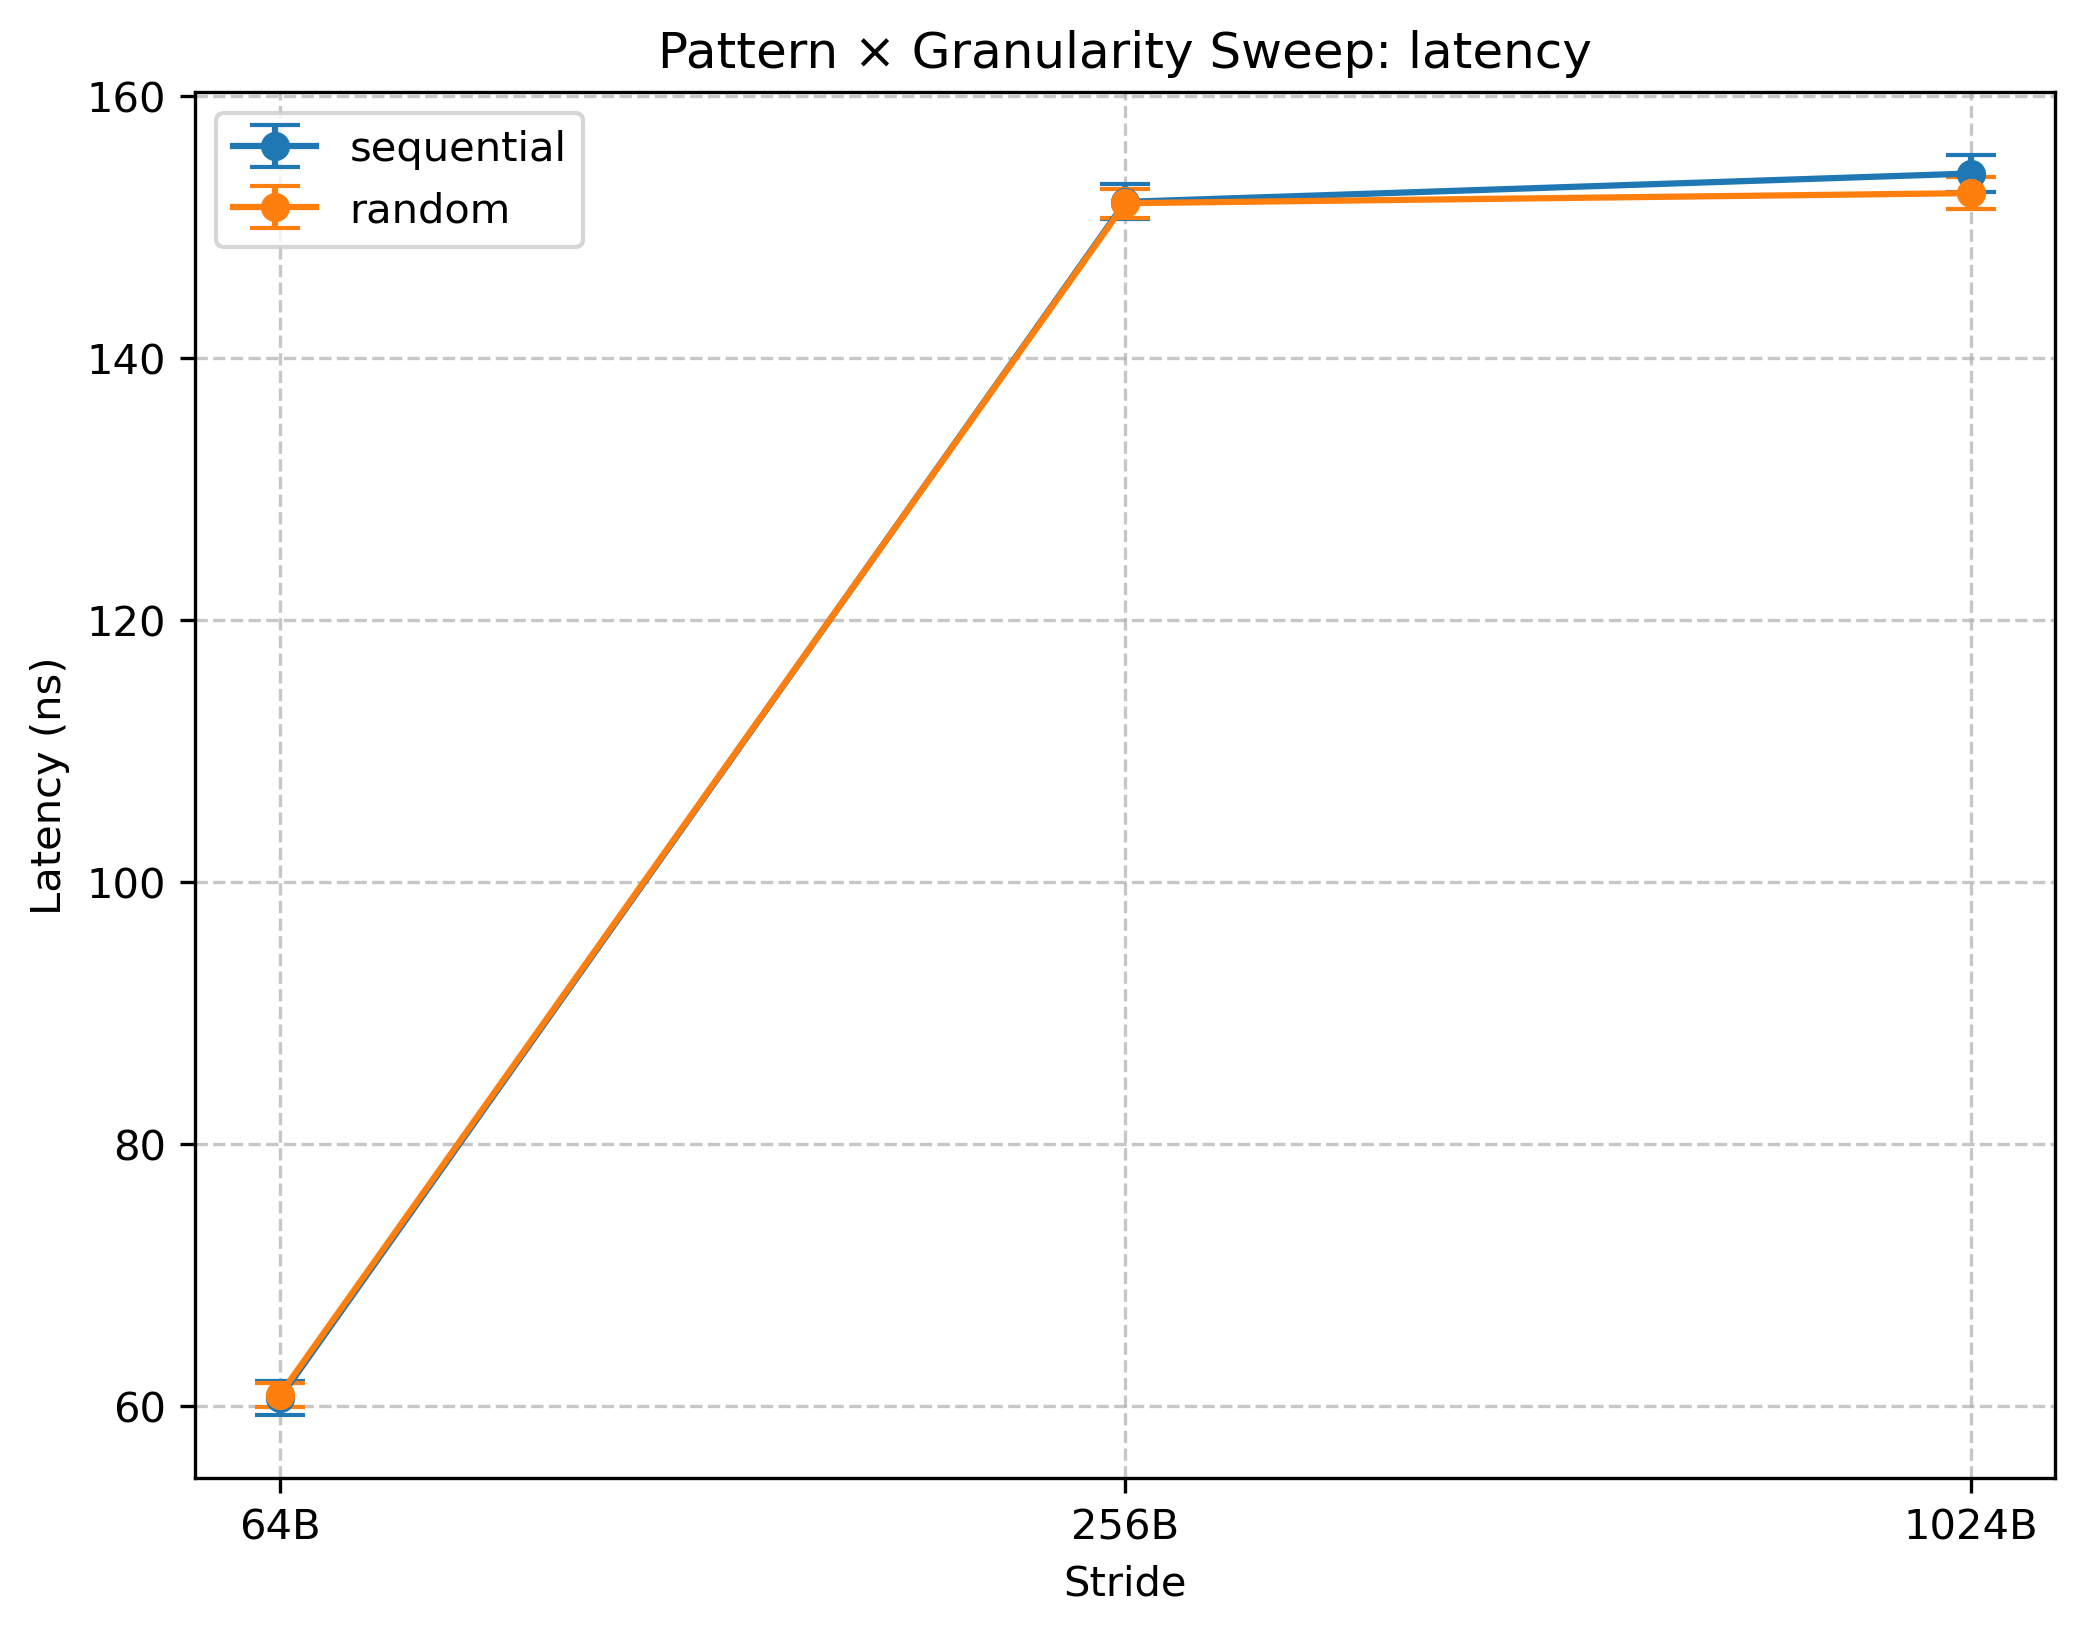 Pattern × Granularity Sweep: latency
sequential
random
160
140
120
100
80
60
Latency (ns)
64B
256B
1024B
Stride